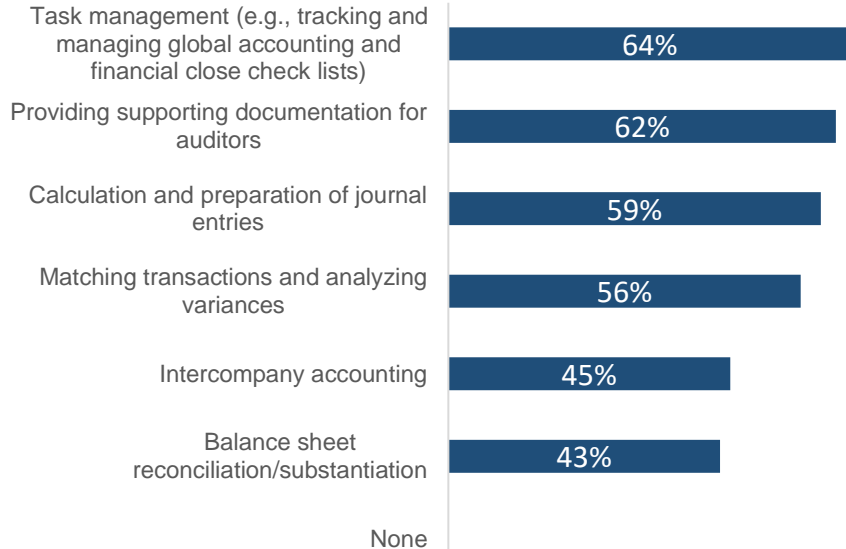 Task management (e.g., tracking and
managing global accounting and
financial close check lists)
64%
Providing supporting documentation for
auditors
62%
Calculation and preparation of journal
entries
59%
Matching transactions and analyzing
variances
56%
Intercompany accounting
45%
Balance sheet
reconciliation/substantiation
43%
None